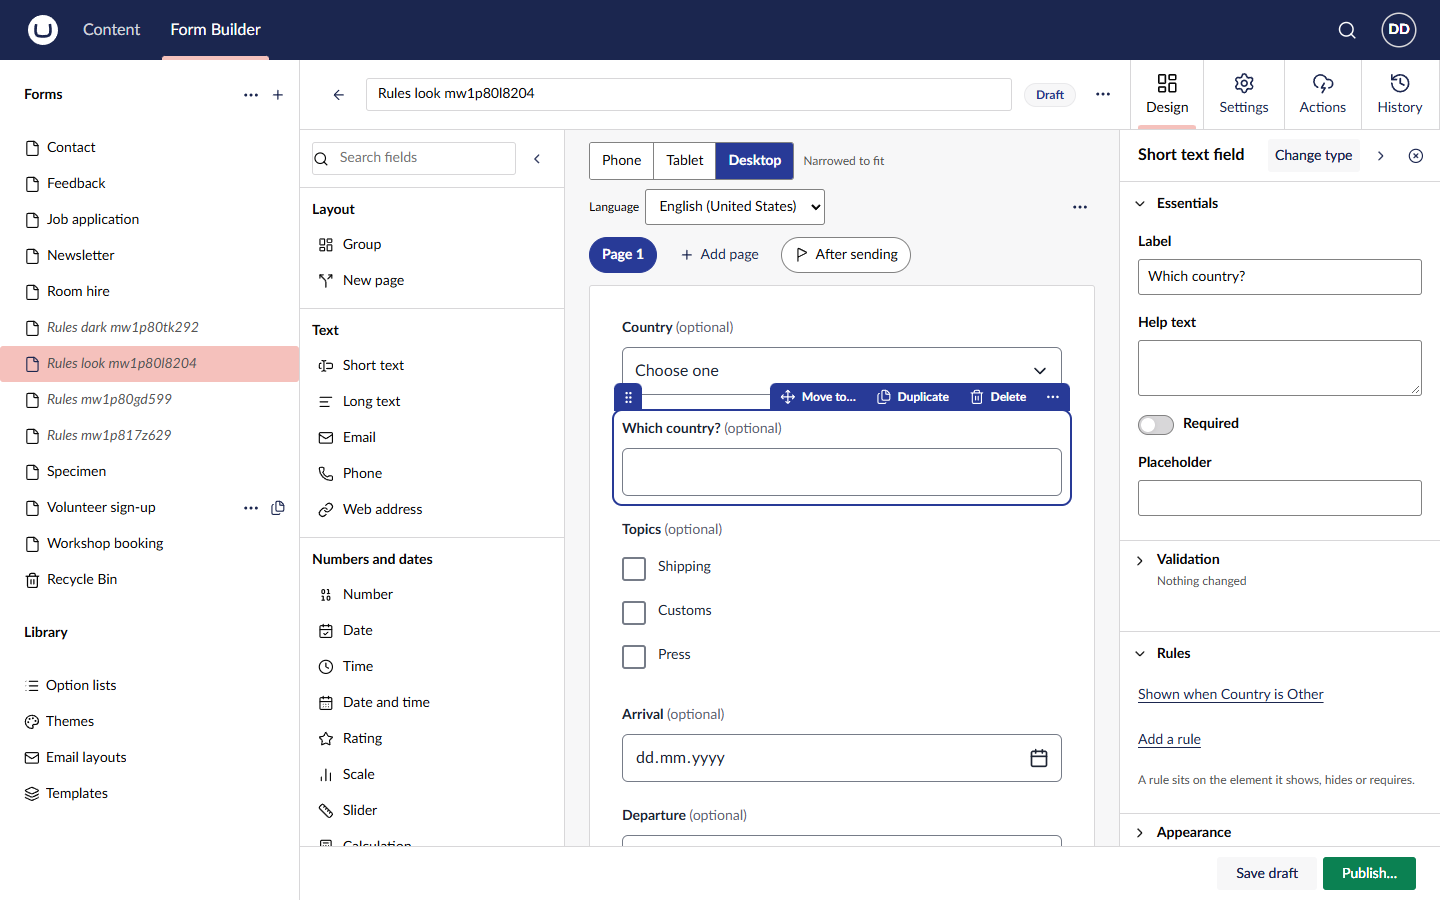 Content
Form Builder
DD
Forms
Contact
Feedback
Job application
Newsletter
Room hire
Rules dark mw1p80tk292
Rules look mw1p80l8204
Rules mw1p80gd599
Rules mw1p817z629
Specimen
Volunteer sign-up
Workshop booking
Recycle Bin
Library
Option lists
Themes
Email layouts
Templates
Rules look mw1p80l8204
Draft
Design
Settings
Actions
History
Search fields
Layout
Group
New page
Text
Short text
Long text
Email
Phone
Web address
Numbers and dates
Number
Date
Time
Date and time
Rating
Scale
Slider
Calculation
Phone
Tablet
Desktop
Narrowed to fit
Language
English (United States)
Page 1
Add page
After sending
Country (optional)
Choose one
Move to...
Duplicate
Delete
Which country? (optional)
Topics (optional)
Shipping
Customs
Press
Arrival (optional)
dd.mm.yyyy
Departure (optional)
Short text field
Change type
Essentials
Label
Which country?
Help text
Required
Placeholder
Validation
Nothing changed
Rules
Shown when Country is Other
Add a rule
A rule sits on the element it shows, hides or requires.
Appearance
Save draft
Publish...